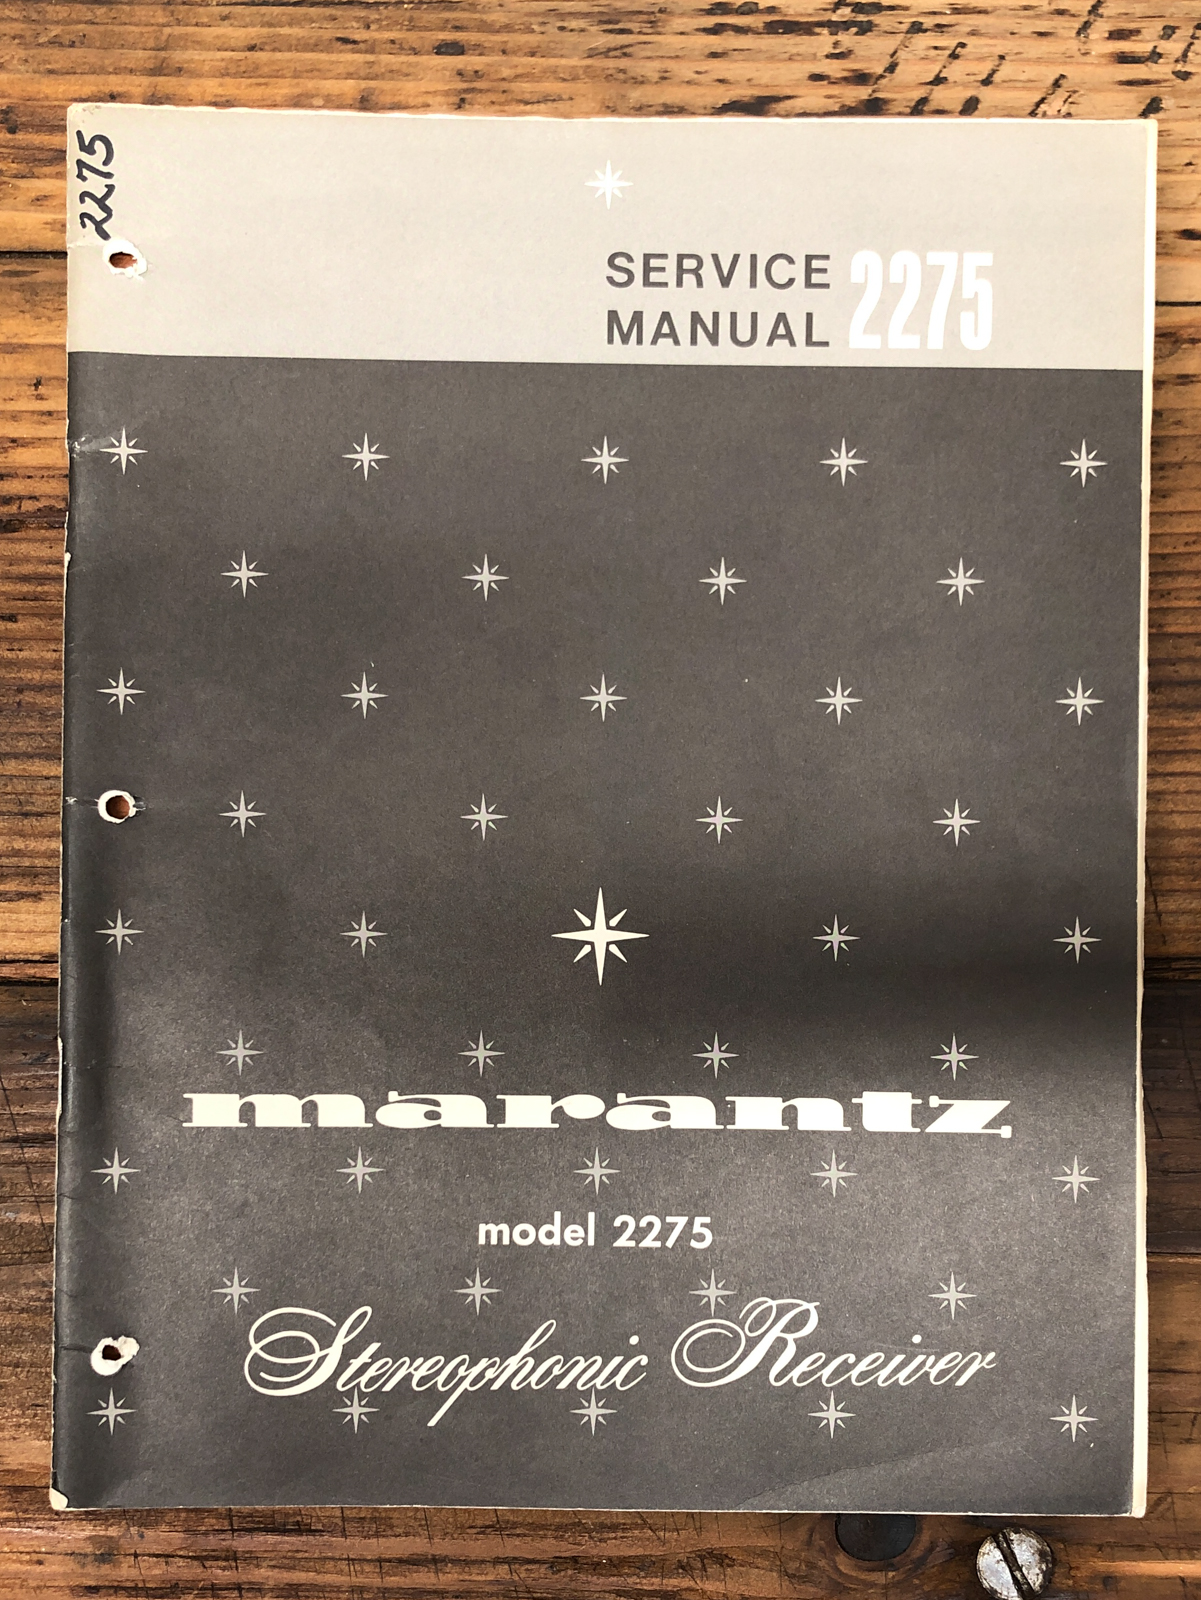 2275
SERVICE
MANUAL 2275
marantz
model 2275
Stereophonic Receiver